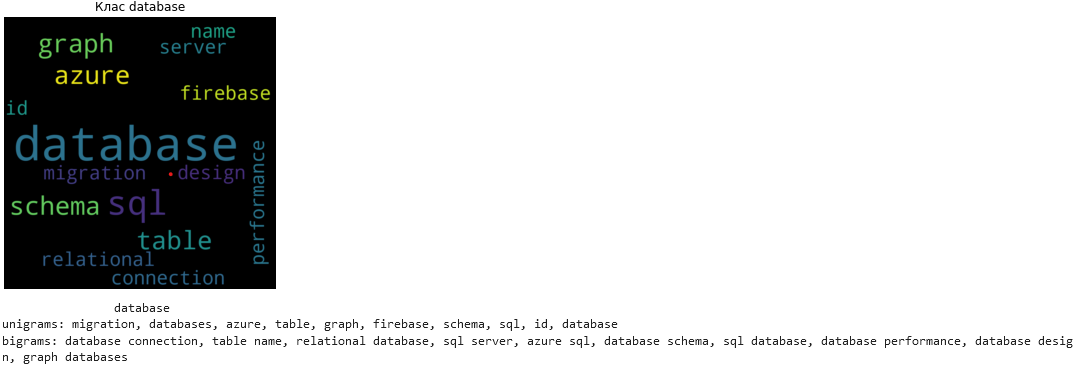 Клас database
name
graph
server
azure
firebase
id
database
performance
migration
design
schema
sql
table
relational
connection
database
unigrams: migration, databases, azure, table, graph, firebase, schema, sql, id, database
bigrams: database connection, table name, relational database, sql server, azure sql, database schema, sql database, database performance, database desig
n, graph databases